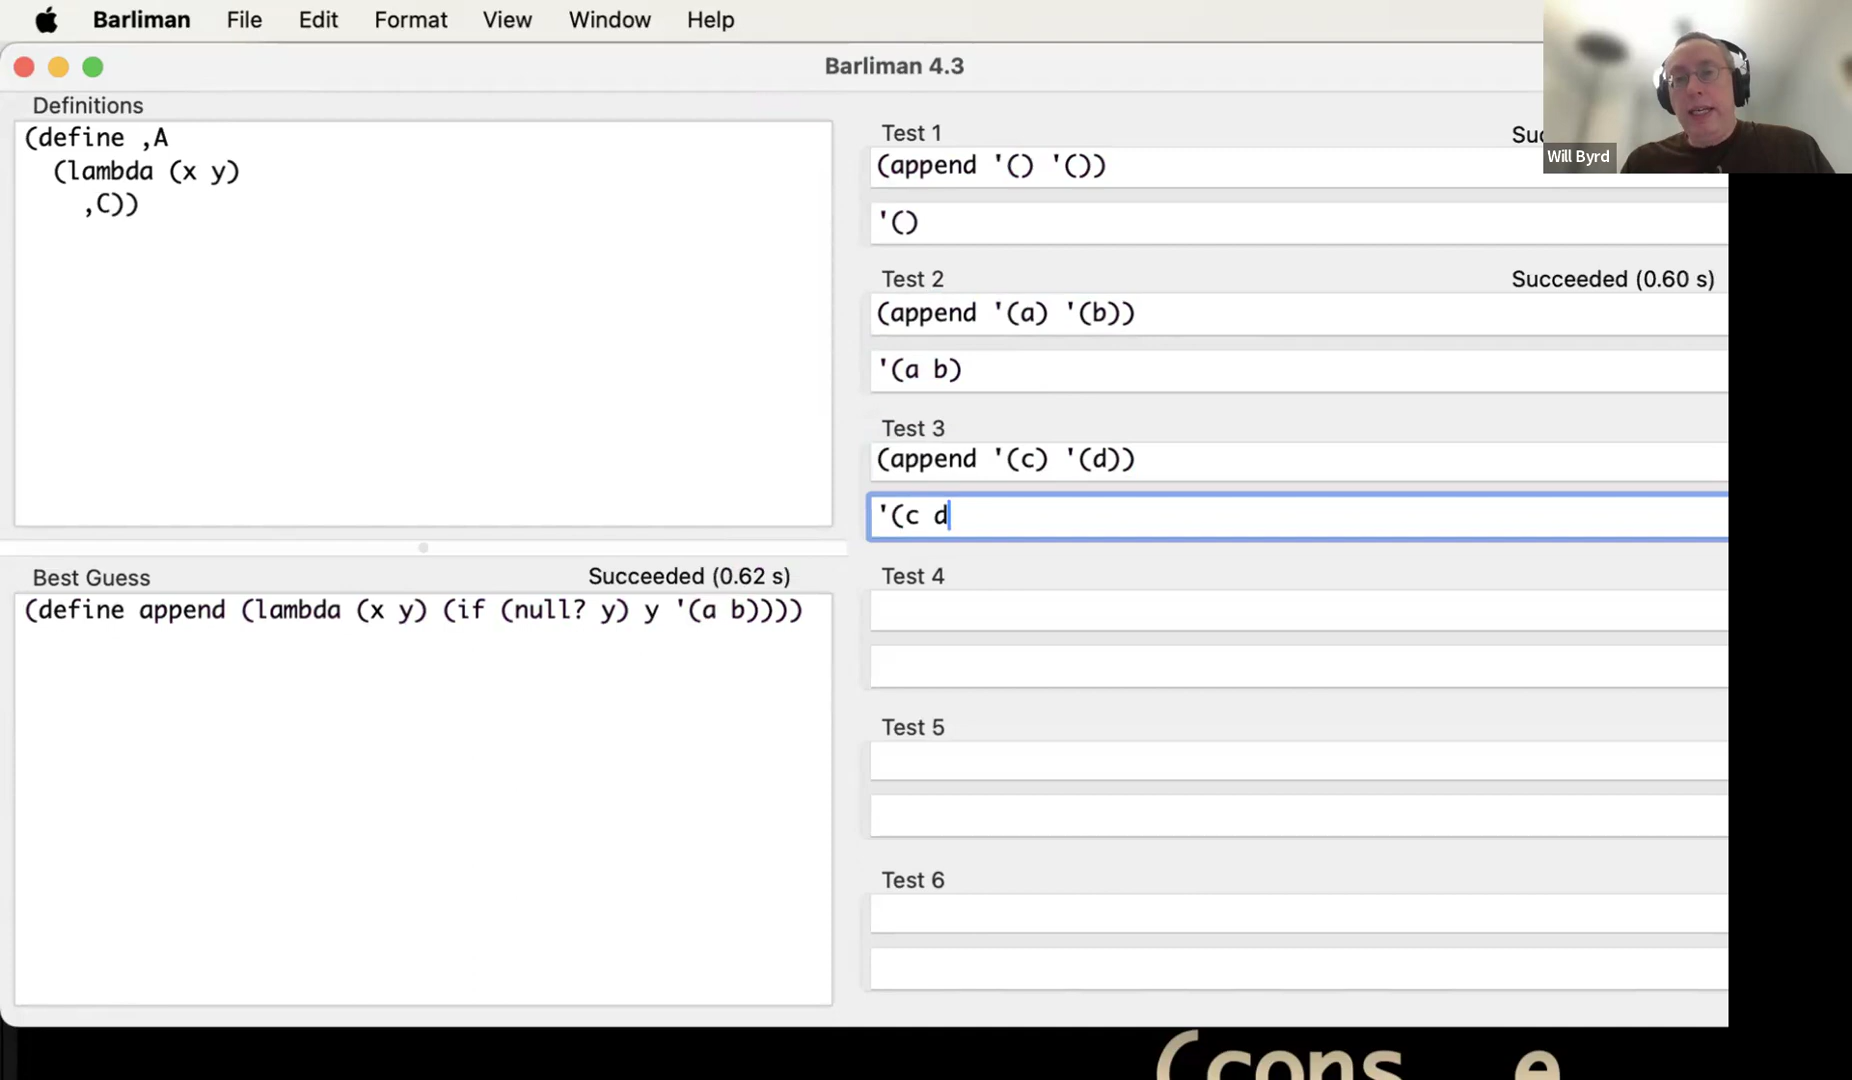 Barliman File Edit Format View Window Help
Barliman 4.3
Will Byrd
Definitions
(define ,A
(lambda (x y)
,C))
Best Guess Succeeded (0.62 s)
(define append (lambda (x y) (if (null? y) y '(a b))))
Test 1
(append '() '())
'()
Test 2 Succeeded (0.60 s)
(append '(a) '(b))
'(a b)
Test 3
(append '(c) '(d))
'(c d
Test 4
Test 5
Test 6
(cons e